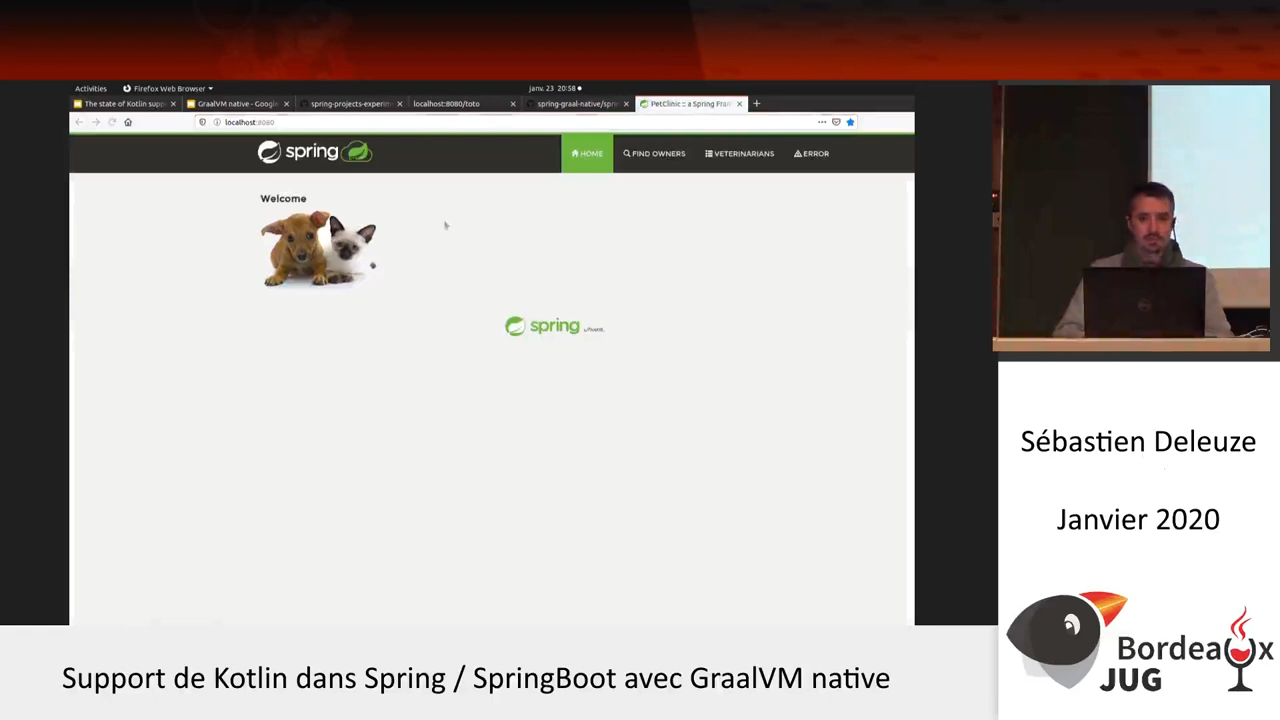 Activities
Firefox Web Browser
janv. 23 20:58
The state of Kotlin supp
GraalVM native - Google
spring-projects-experim
localhost:8080/toto
spring-graal-native/spri
PetClinic :: a Spring Fram
localhost:8080
spring
HOME
FIND OWNERS
VETERINARIANS
ERROR
Welcome
spring
Sébastien Deleuze
Janvier 2020
Bordeaux
JUG
Support de Kotlin dans Spring / SpringBoot avec GraalVM native